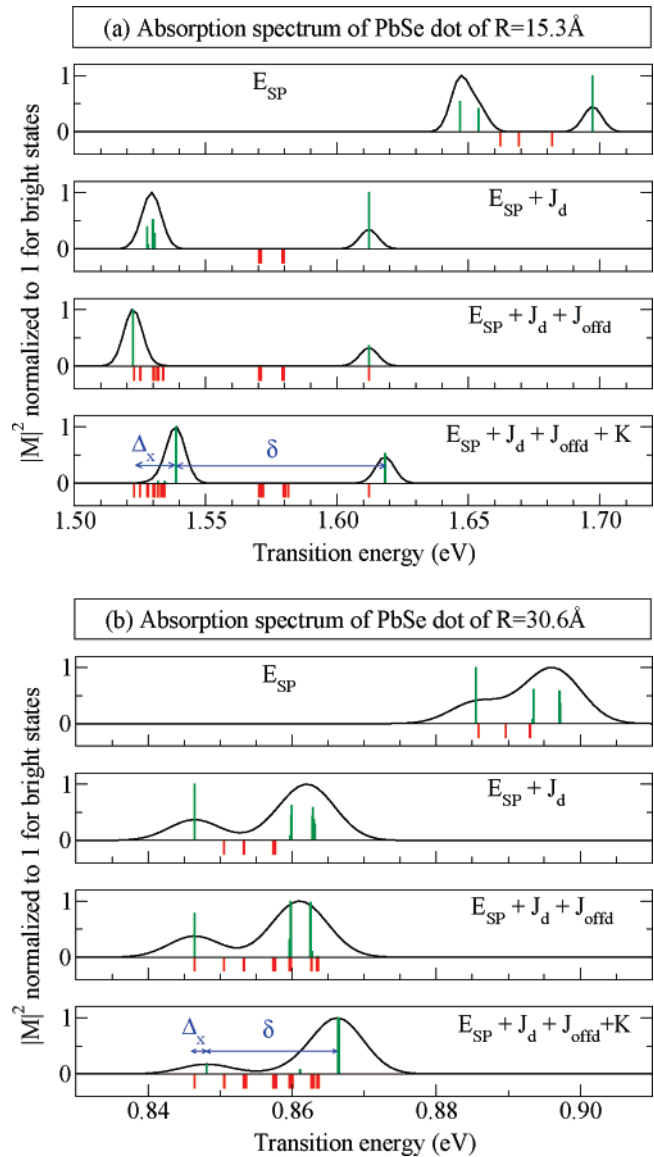 (a) Absorption spectrum of PbSe dot of R=15.3Å
|M|² normalized to 1 for bright states
1
0
E_SP
1
0
E_SP + J_d
1
0
E_SP + J_d + J_offd
1
0
Δ_x
δ
E_SP + J_d + J_offd + K
1.50 1.55 1.60 1.65 1.70
Transition energy (eV)
(b) Absorption spectrum of PbSe dot of R=30.6Å
|M|² normalized to 1 for bright states
1
0
E_SP
1
0
E_SP + J_d
1
0
E_SP + J_d + J_offd
1
0
Δ_x
δ
E_SP + J_d + J_offd +K
0.84 0.86 0.88 0.90
Transition energy (eV)